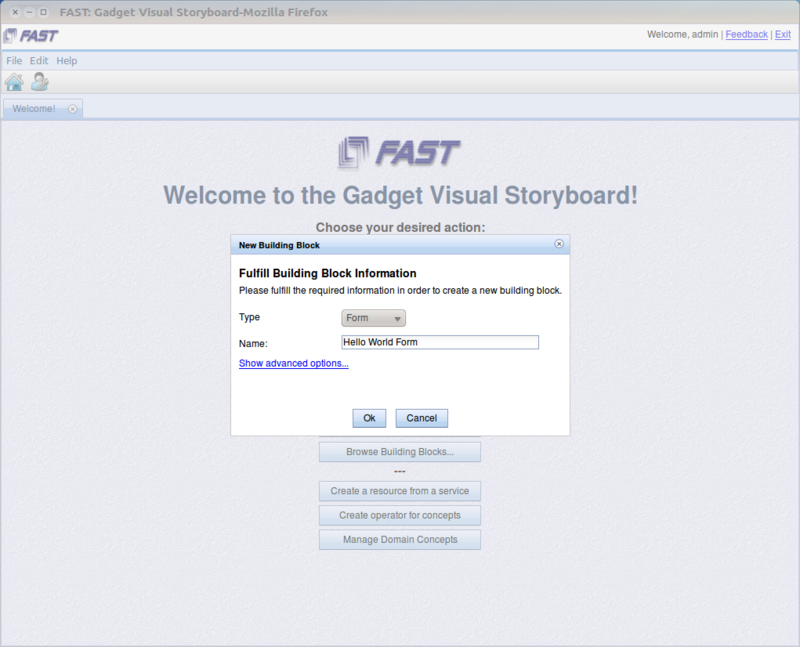 FAST: Gadget Visual Storyboard-Mozilla Firefox
FAST
Welcome, admin | Feedback | Exit
File Edit Help
Welcome!
FAST
Welcome to the Gadget Visual Storyboard!
Choose your desired action:
New Building Block
Fulfill Building Block Information
Please fulfill the required information in order to create a new building block.
Type Form
Name: Hello World Form
Show advanced options...
Ok Cancel
Browse Building Blocks...
---
Create a resource from a service
Create operator for concepts
Manage Domain Concepts